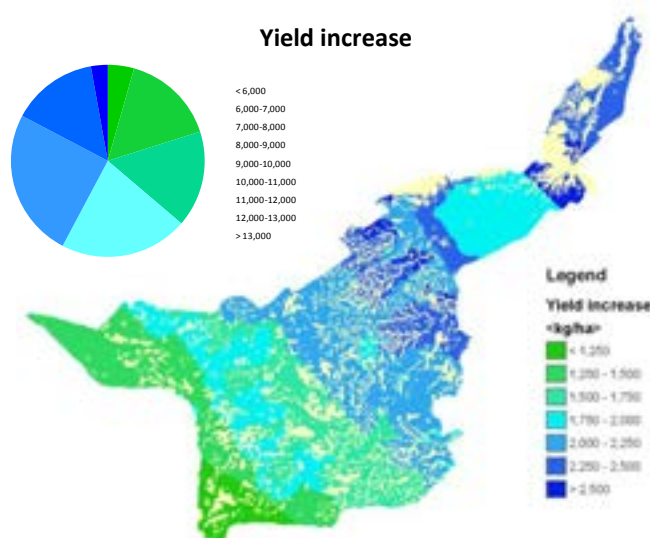 Yield increase
< 6,000
6,000-7,000
7,000-8,000
8,000-9,000
9,000-10,000
10,000-11,000
11,000-12,000
12,000-13,000
> 13,000
Legend
Yield increase
<kg/ha>
< 1,250
1,250 - 1,500
1,500 - 1,750
1,750 - 2,000
2,000 - 2,250
2,250 - 2,500
> 2,500